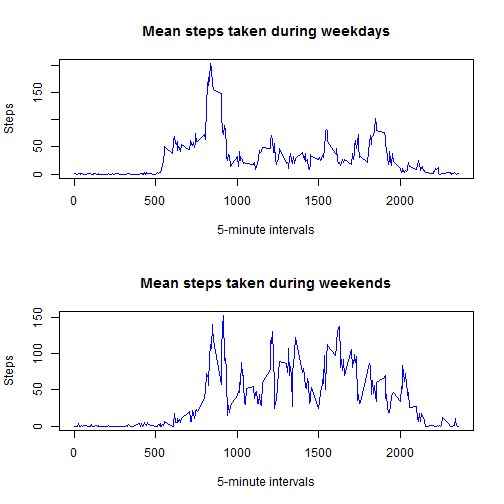 Mean steps taken during weekdays
Steps
150
50
0
0 500 1000 1500 2000
5-minute intervals
Mean steps taken during weekends
Steps
150
100
50
0
0 500 1000 1500 2000
5-minute intervals